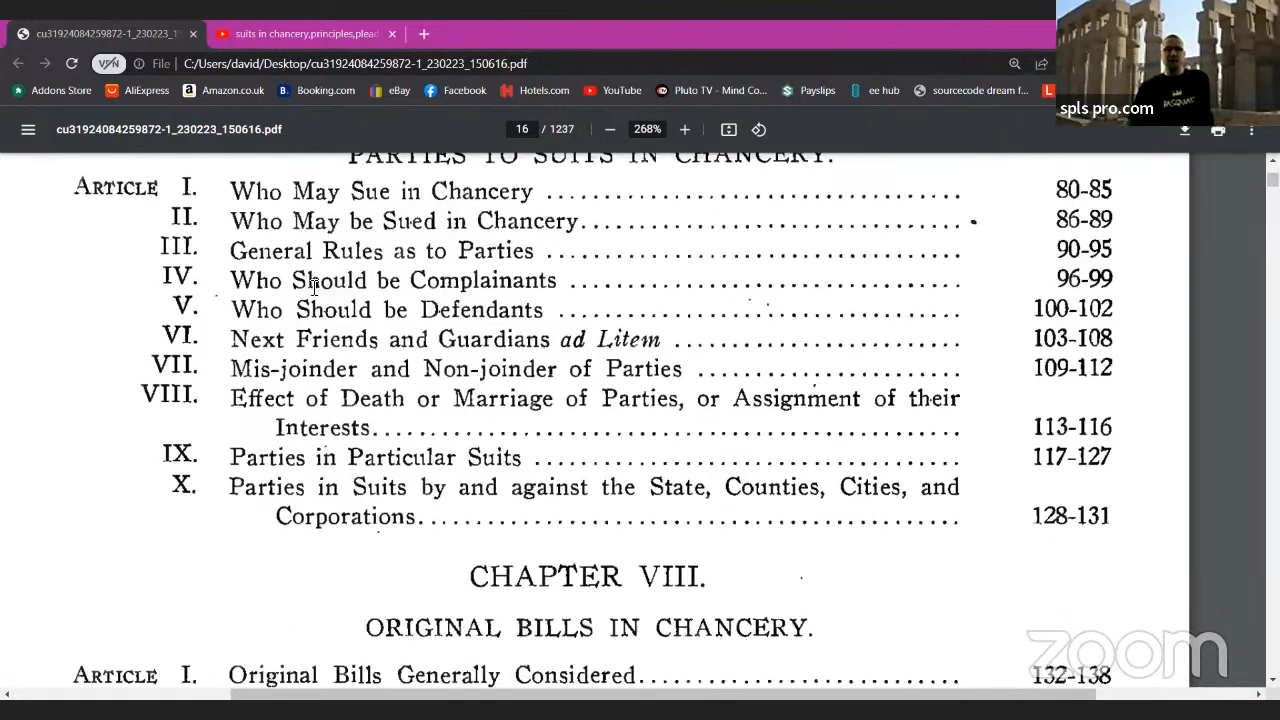 cu31924084259872-1_230223_15
suits in chancery,principles,plead
VPN
File C:/Users/david/Desktop/cu31924084259872-1_230223_150616.pdf
Addons Store AliExpress Amazon.co.uk Booking.com eBay Facebook Hotels.com YouTube Pluto TV - Mind Co... Payslips ee hub sourcecode dream f... L
spls pro.com
PASQUAL
cu31924084259872-1_230223_150616.pdf 16 / 1237 268%
PARTIES TO SUITS IN CHANCERY.
ARTICLE I. Who May Sue in Chancery 80-85
II. Who May be Sued in Chancery 86-89
III. General Rules as to Parties 90-95
IV. Who Should be Complainants 96-99
V. Who Should be Defendants 100-102
VI. Next Friends and Guardians ad Litem 103-108
VII. Mis-joinder and Non-joinder of Parties 109-112
VIII. Effect of Death or Marriage of Parties, or Assignment of their
Interests 113-116
IX. Parties in Particular Suits 117-127
X. Parties in Suits by and against the State, Counties, Cities, and
Corporations 128-131
CHAPTER VIII.
ORIGINAL BILLS IN CHANCERY.
ARTICLE I. Original Bills Generally Considered 132-138
zoom